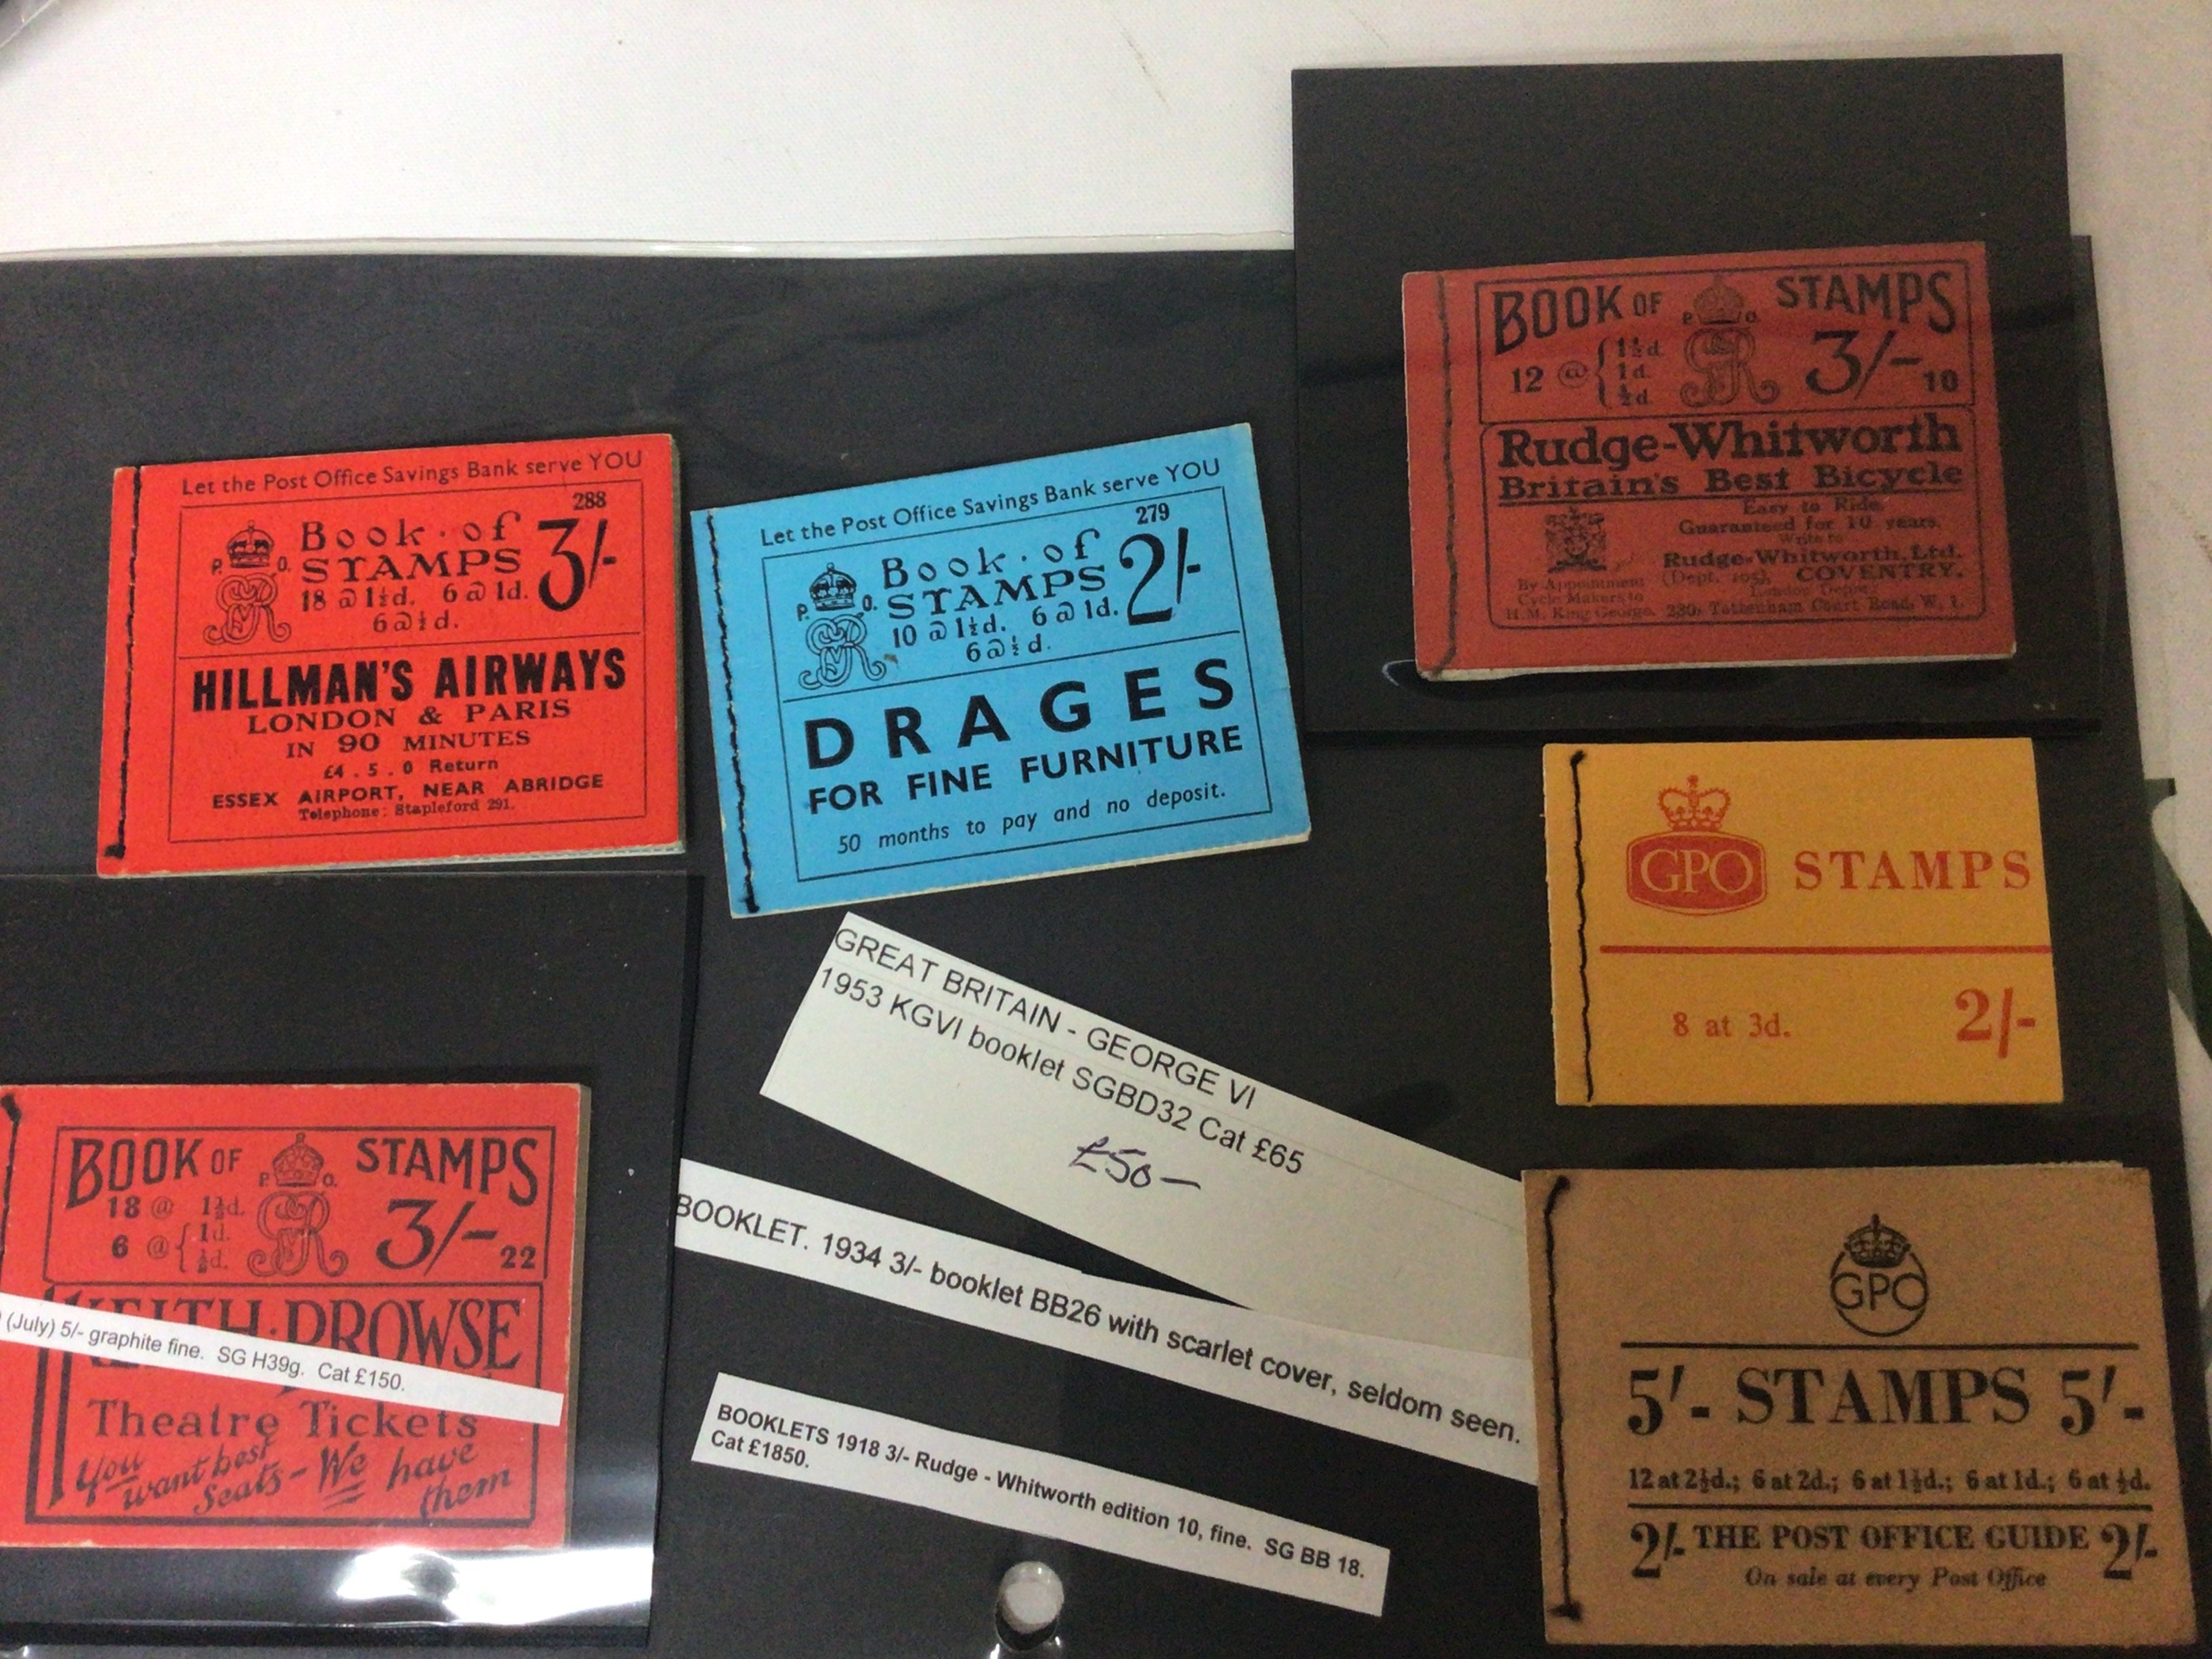 Let the Post Office Savings Bank serve YOU
288
P. O.
Book of
STAMPS
3/-
18 @ 1½d. 6 @ 1d.
6 @ ½d.
HILLMAN'S AIRWAYS
LONDON & PARIS
IN 90 MINUTES
£4.5.0 Return
ESSEX AIRPORT, NEAR ABRIDGE
Telephone: Stapleford 291.
Let the Post Office Savings Bank serve YOU
279
P. O.
Book of
STAMPS
2/-
10 @ 1½d. 6 @ 1d.
6 @ ½d.
DRAGES
FOR FINE FURNITURE
50 months to pay and no deposit.
BOOK OF P. O. STAMPS
12 @ { 1½d. 1d. ½d.
3/- 10
Rudge-Whitworth
Britain's Best Bicycle
Easy to Ride.
Guaranteed for 10 years.
Write to
Rudge-Whitworth, Ltd.
(Dept. 105), COVENTRY.
By Appointment
Cycle Makers to
H.M. King George.
London Depot:
230, Tottenham Court Road, W. 1.
GPO STAMPS
8 at 3d. 2/-
BOOK OF P. O. STAMPS
18 @ 1½d.
6 @ { 1d. ½d.
3/- 22
KEITH PROWSE
(July) 5/- graphite fine. SG H39g. Cat £150.
Theatre Tickets
You want best
Seats - We have
them
GREAT BRITAIN - GEORGE VI
1953 KGVI booklet SGBD32 Cat £65
£50-
BOOKLET. 1934 3/- booklet BB26 with scarlet cover, seldom seen.
BOOKLETS 1918 3/- Rudge - Whitworth edition 10, fine. SG BB 18.
Cat £1850.
GPO
5'- STAMPS 5'-
12 at 2½d.; 6 at 2d.; 6 at 1½d.; 6 at 1d.; 6 at ½d.
2/- THE POST OFFICE GUIDE 2/-
On sale at every Post Office